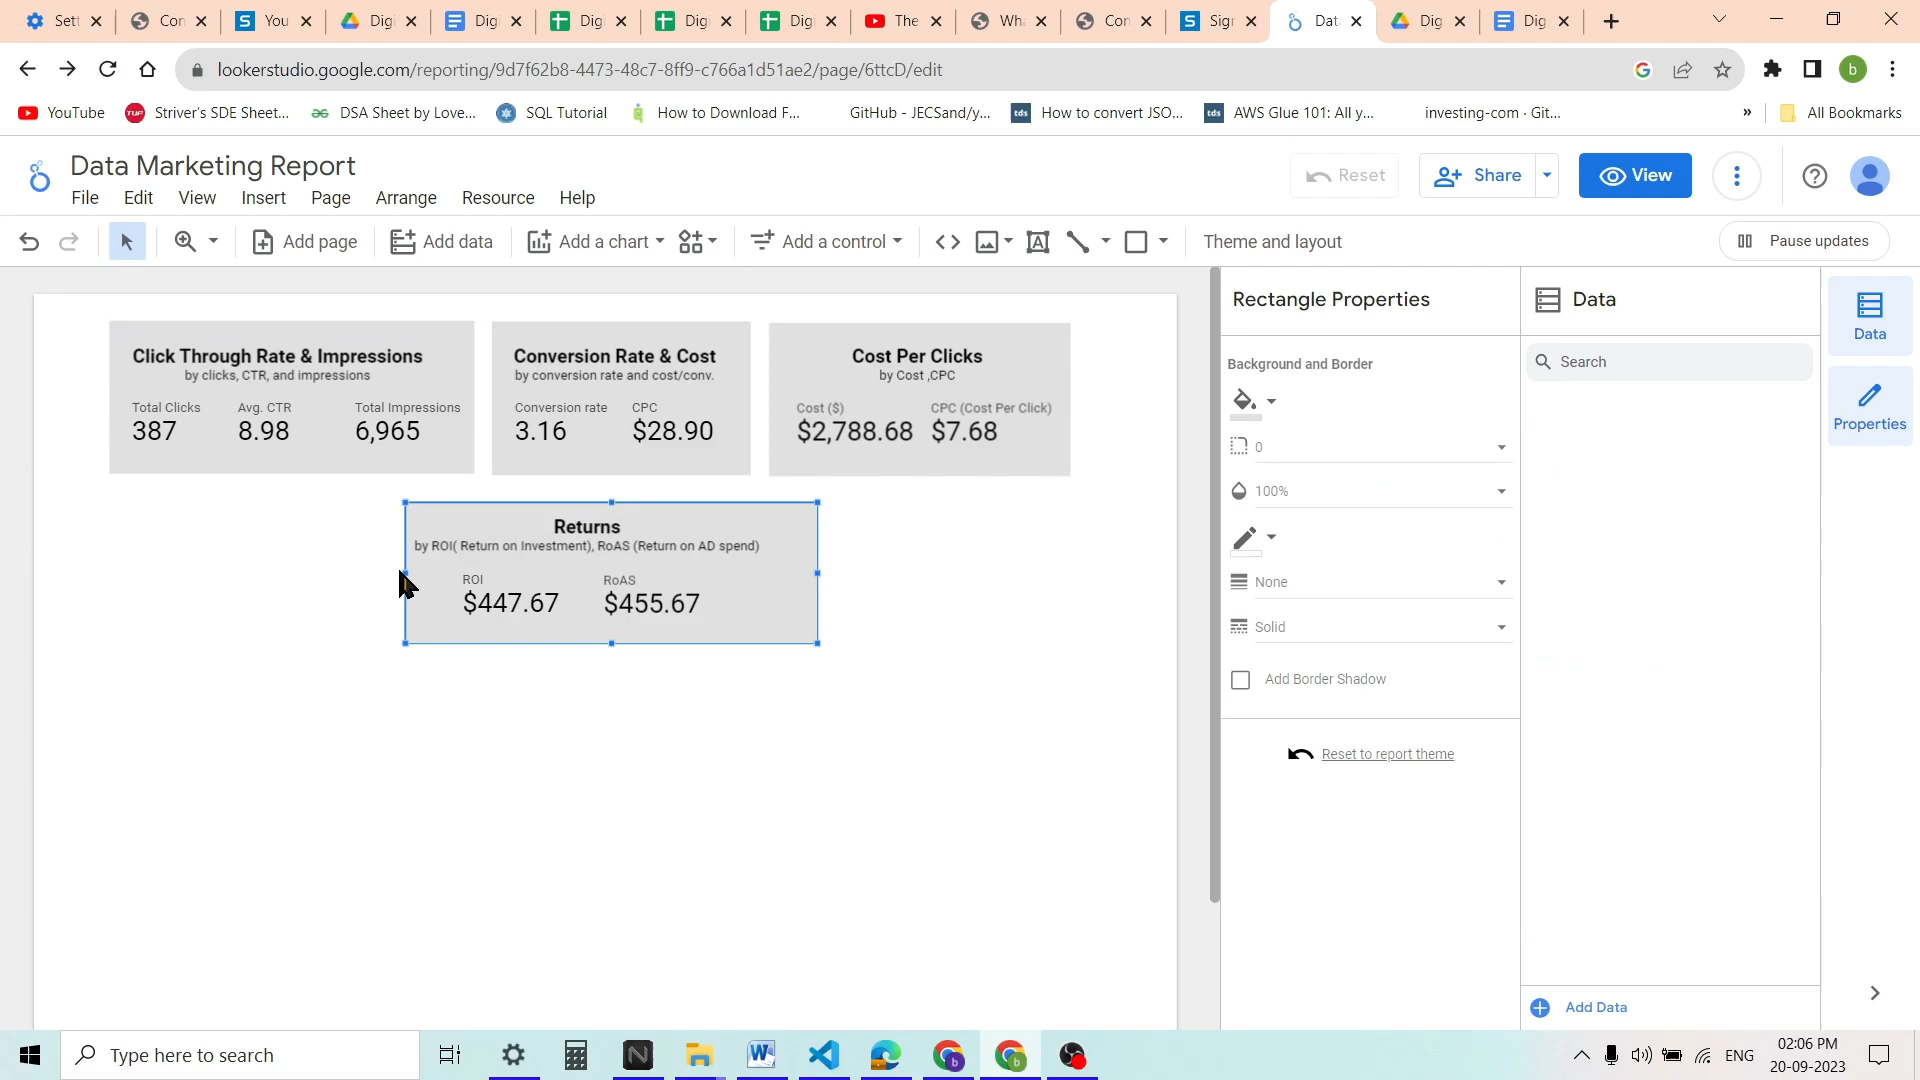 Sett
Con
You
Digi
Digi
Digi
Digi
Digi
The
Wha
Con
Sign
Dat
Dig
Dig
lookerstudio.google.com/reporting/9d7f62b8-4473-48c7-8ff9-c766a1d51ae2/page/6ttcD/edit
b
YouTube
Striver's SDE Sheet...
DSA Sheet by Love...
SQL Tutorial
How to Download F...
GitHub - JECSand/y...
How to convert JSO...
AWS Glue 101: All y...
investing-com · Git...
»
All Bookmarks
Data Marketing Report
File Edit View Insert Page Arrange Resource Help
Reset
Share
View
Add page
Add data
Add a chart
Add a control
Theme and layout
Pause updates
Click Through Rate & Impressions
by clicks, CTR, and impressions
Total Clicks
387
Avg. CTR
8.98
Total Impressions
6,965
Conversion Rate & Cost
by conversion rate and cost/conv.
Conversion rate
3.16
CPC
$28.90
Cost Per Clicks
by Cost ,CPC
Cost ($)
$2,788.68
CPC (Cost Per Click)
$7.68
Returns
by ROI( Return on Investment), RoAS (Return on AD spend)
ROI
$447.67
RoAS
$455.67
Rectangle Properties
Background and Border
0
100%
None
Solid
Add Border Shadow
Reset to report theme
Data
Search
Add Data
Data
Properties
Type here to search
ENG
02:06 PM
20-09-2023